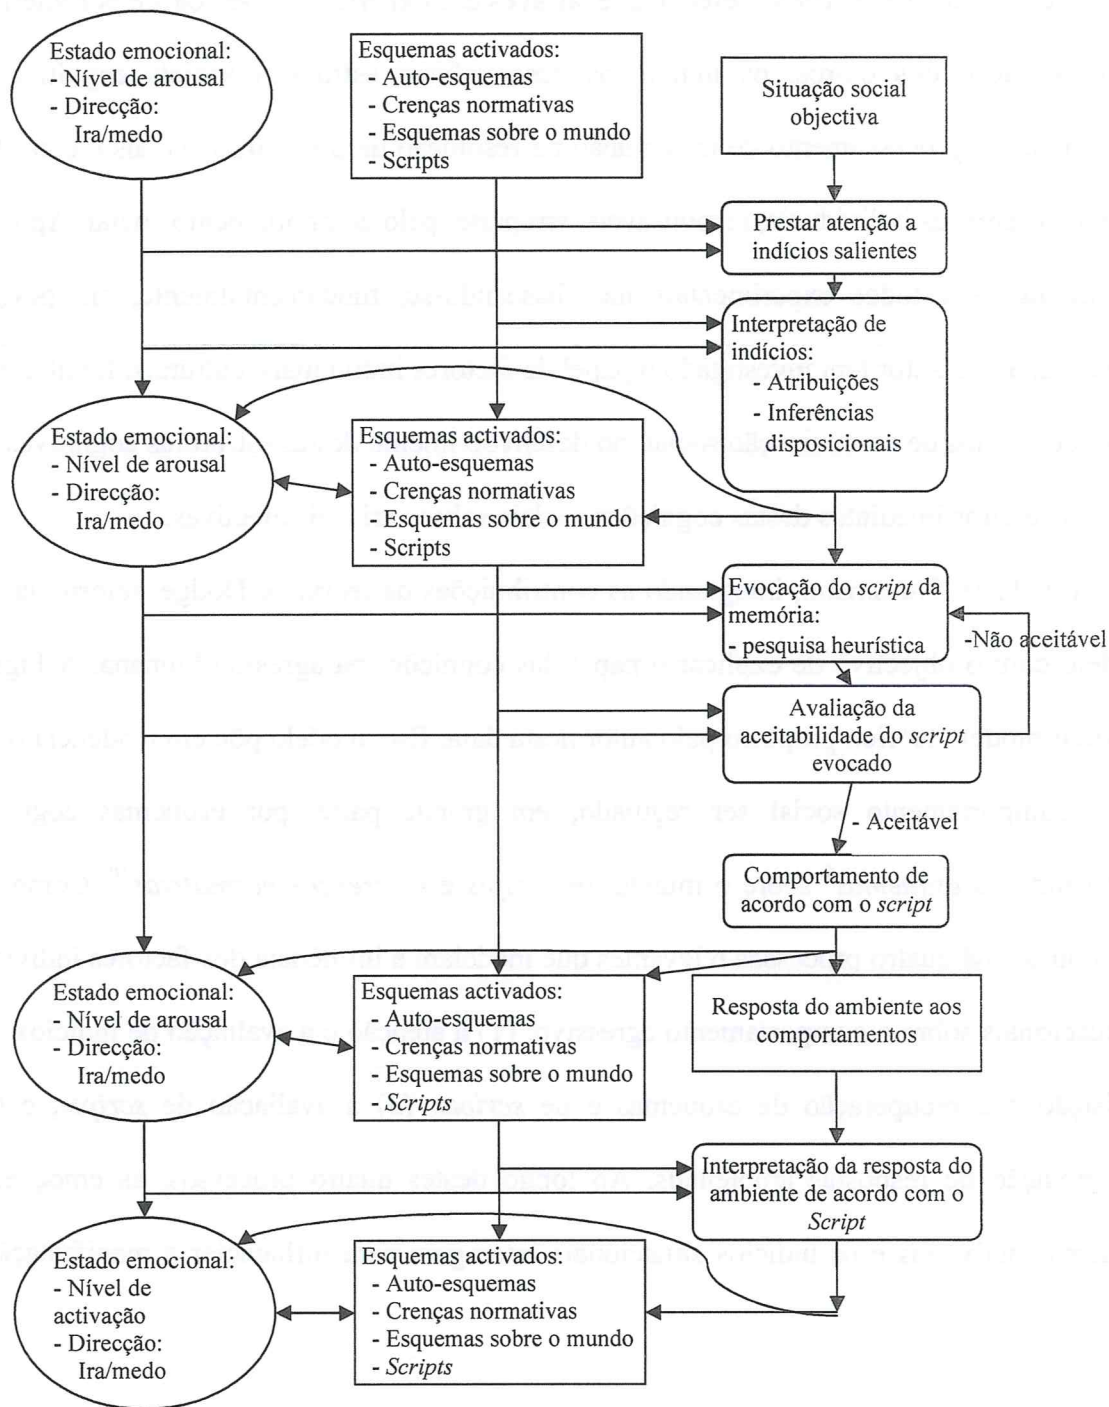 Estado emocional:
- Nível de arousal
- Direcção:
Ira/medo
Esquemas activados:
- Auto-esquemas
- Crenças normativas
- Esquemas sobre o mundo
- Scripts
Situação social
objectiva
Prestar atenção a
indícios salientes
Interpretação de
indícios:
- Atribuições
- Inferências
disposicionais
Estado emocional:
- Nível de arousal
- Direcção:
Ira/medo
Esquemas activados:
- Auto-esquemas
- Crenças normativas
- Esquemas sobre o mundo
- Scripts
Evocação do script da
memória:
- pesquisa heurística
-Não aceitável
Avaliação da
aceitabilidade do script
evocado
- Aceitável
Comportamento de
acordo com o script
Estado emocional:
- Nível de arousal
- Direcção:
Ira/medo
Esquemas activados:
- Auto-esquemas
- Crenças normativas
- Esquemas sobre o mundo
- Scripts
Resposta do ambiente aos
comportamentos
Interpretação da resposta do
ambiente de acordo com o
Script
Estado emocional:
- Nível de
activação
- Direcção:
Ira/medo
Esquemas activados:
- Auto-esquemas
- Crenças normativas
- Esquemas sobre o mundo
- Scripts